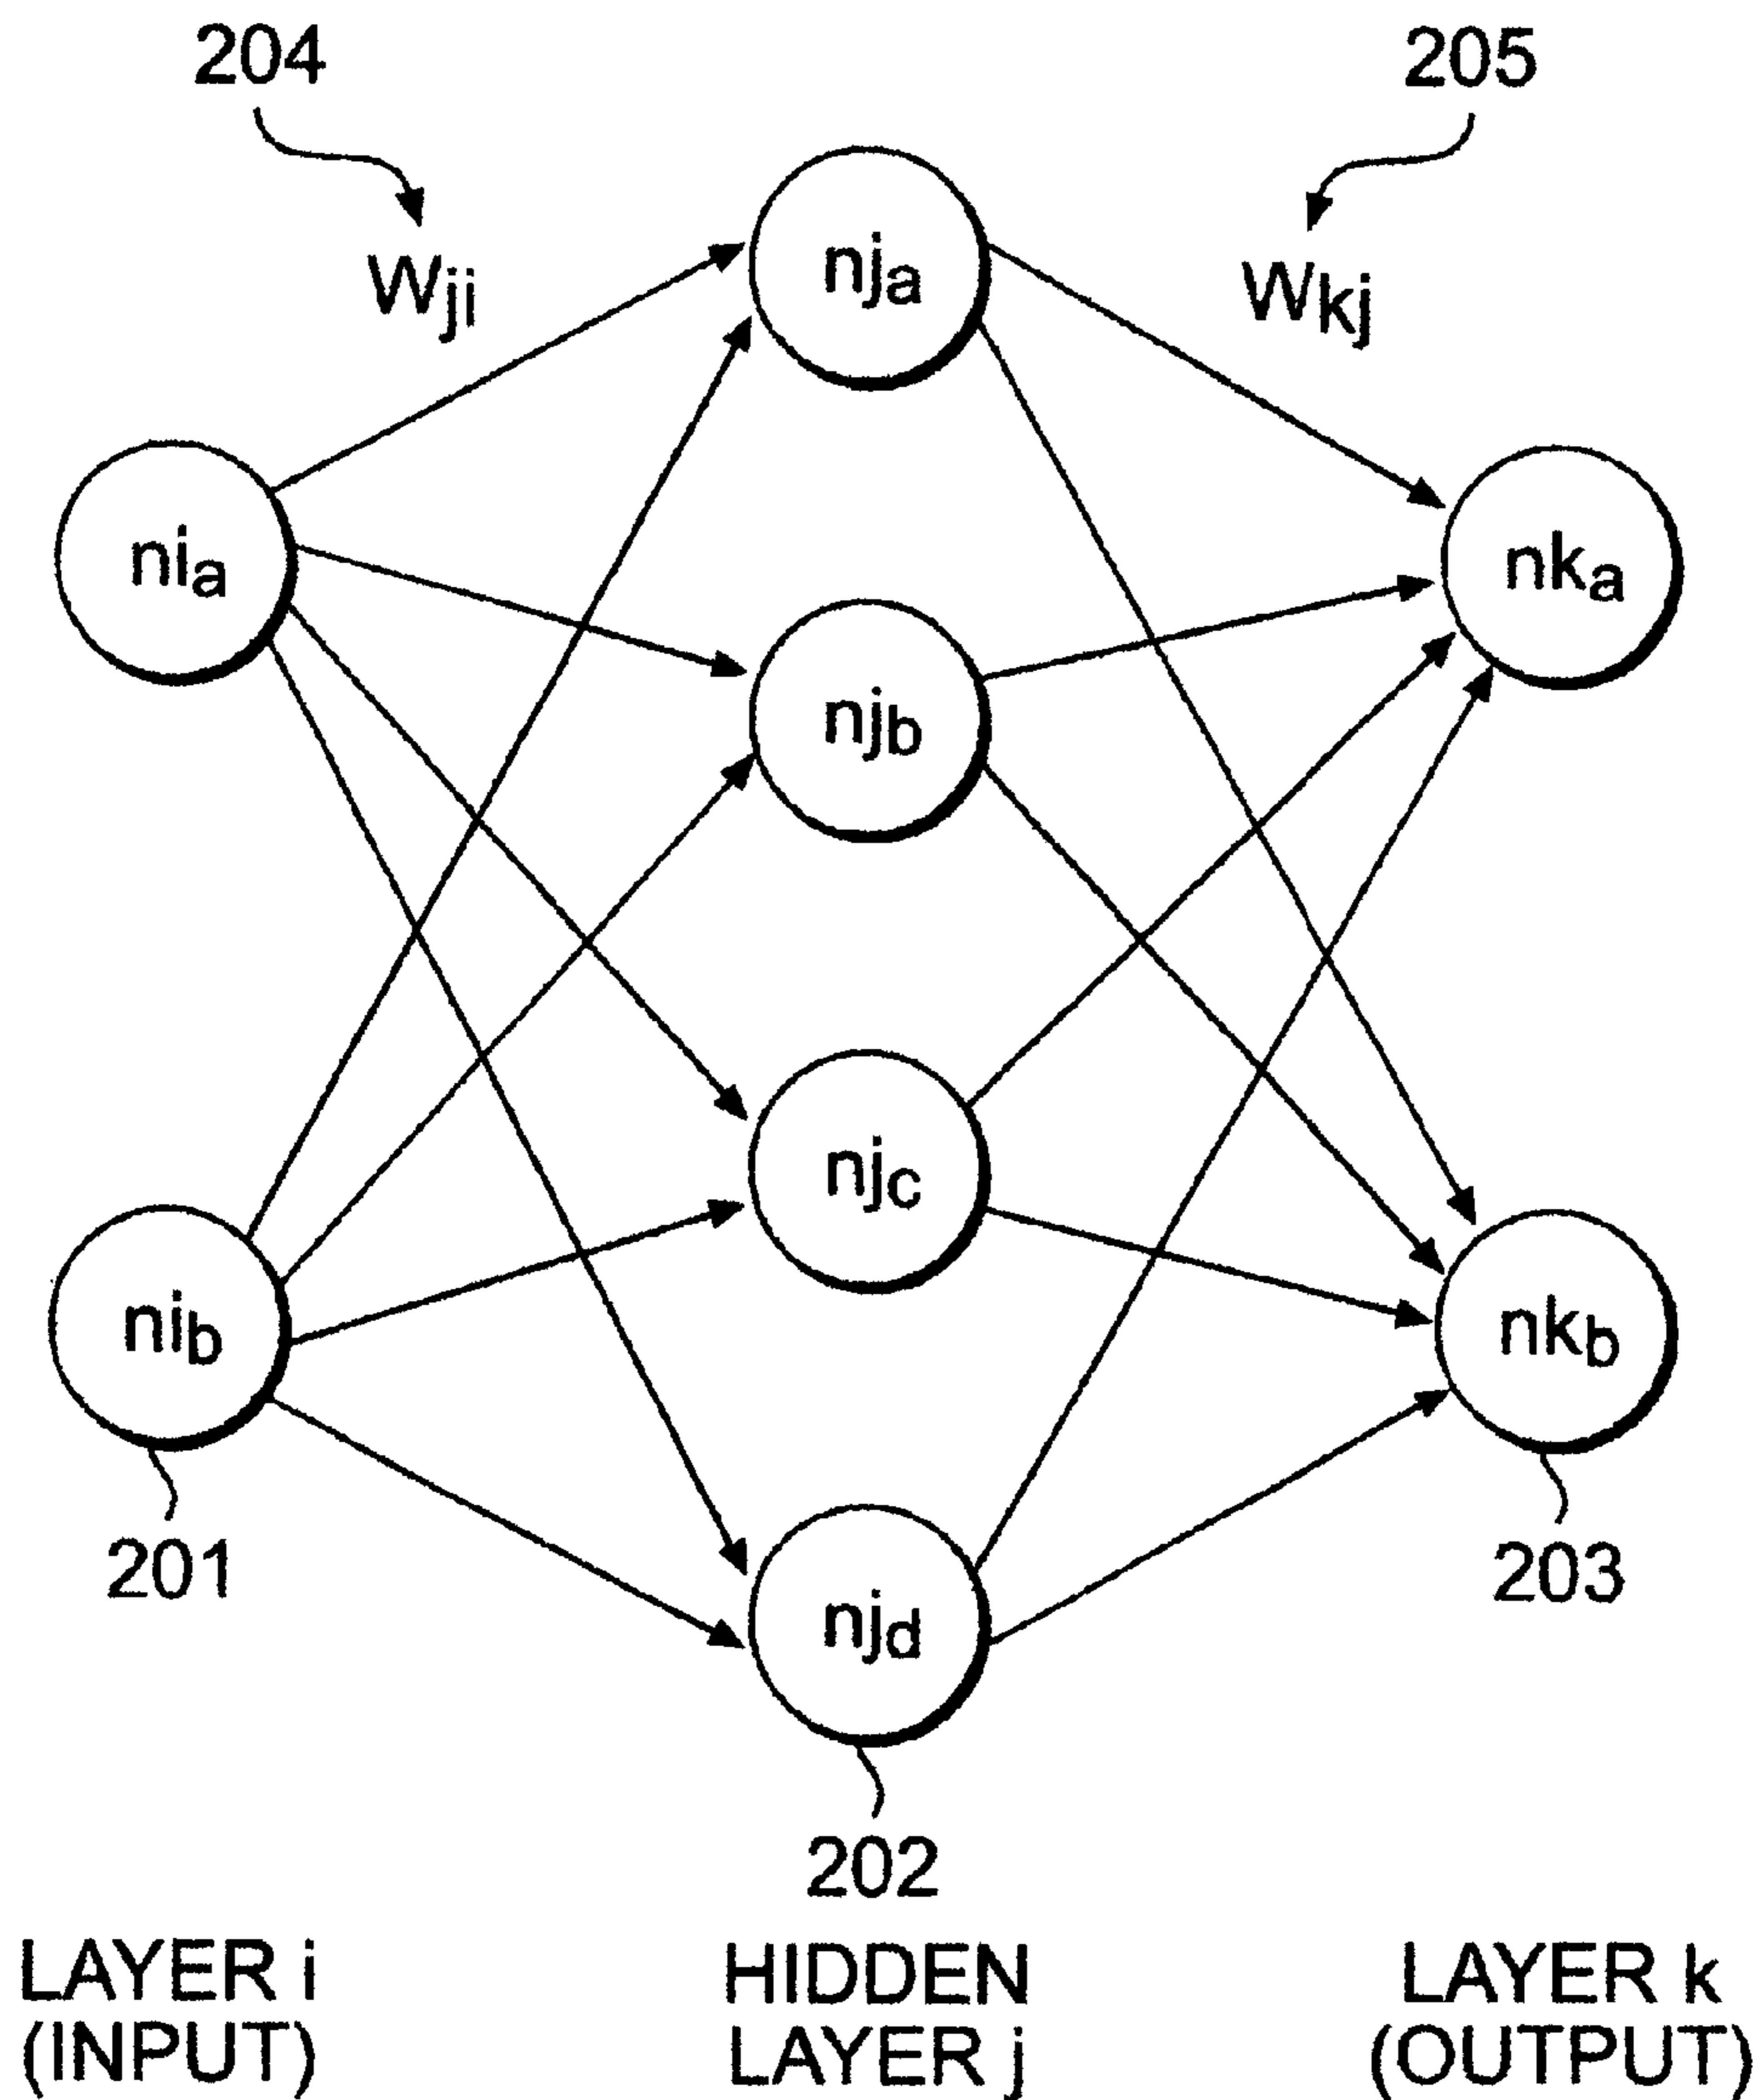 204
205
Wji
Wkj
nja
nia
nka
njb
njc
nib
nkb
njd
201
203
202
LAYER i
(INPUT)
HIDDEN
LAYER j
LAYER k
(OUTPUT)